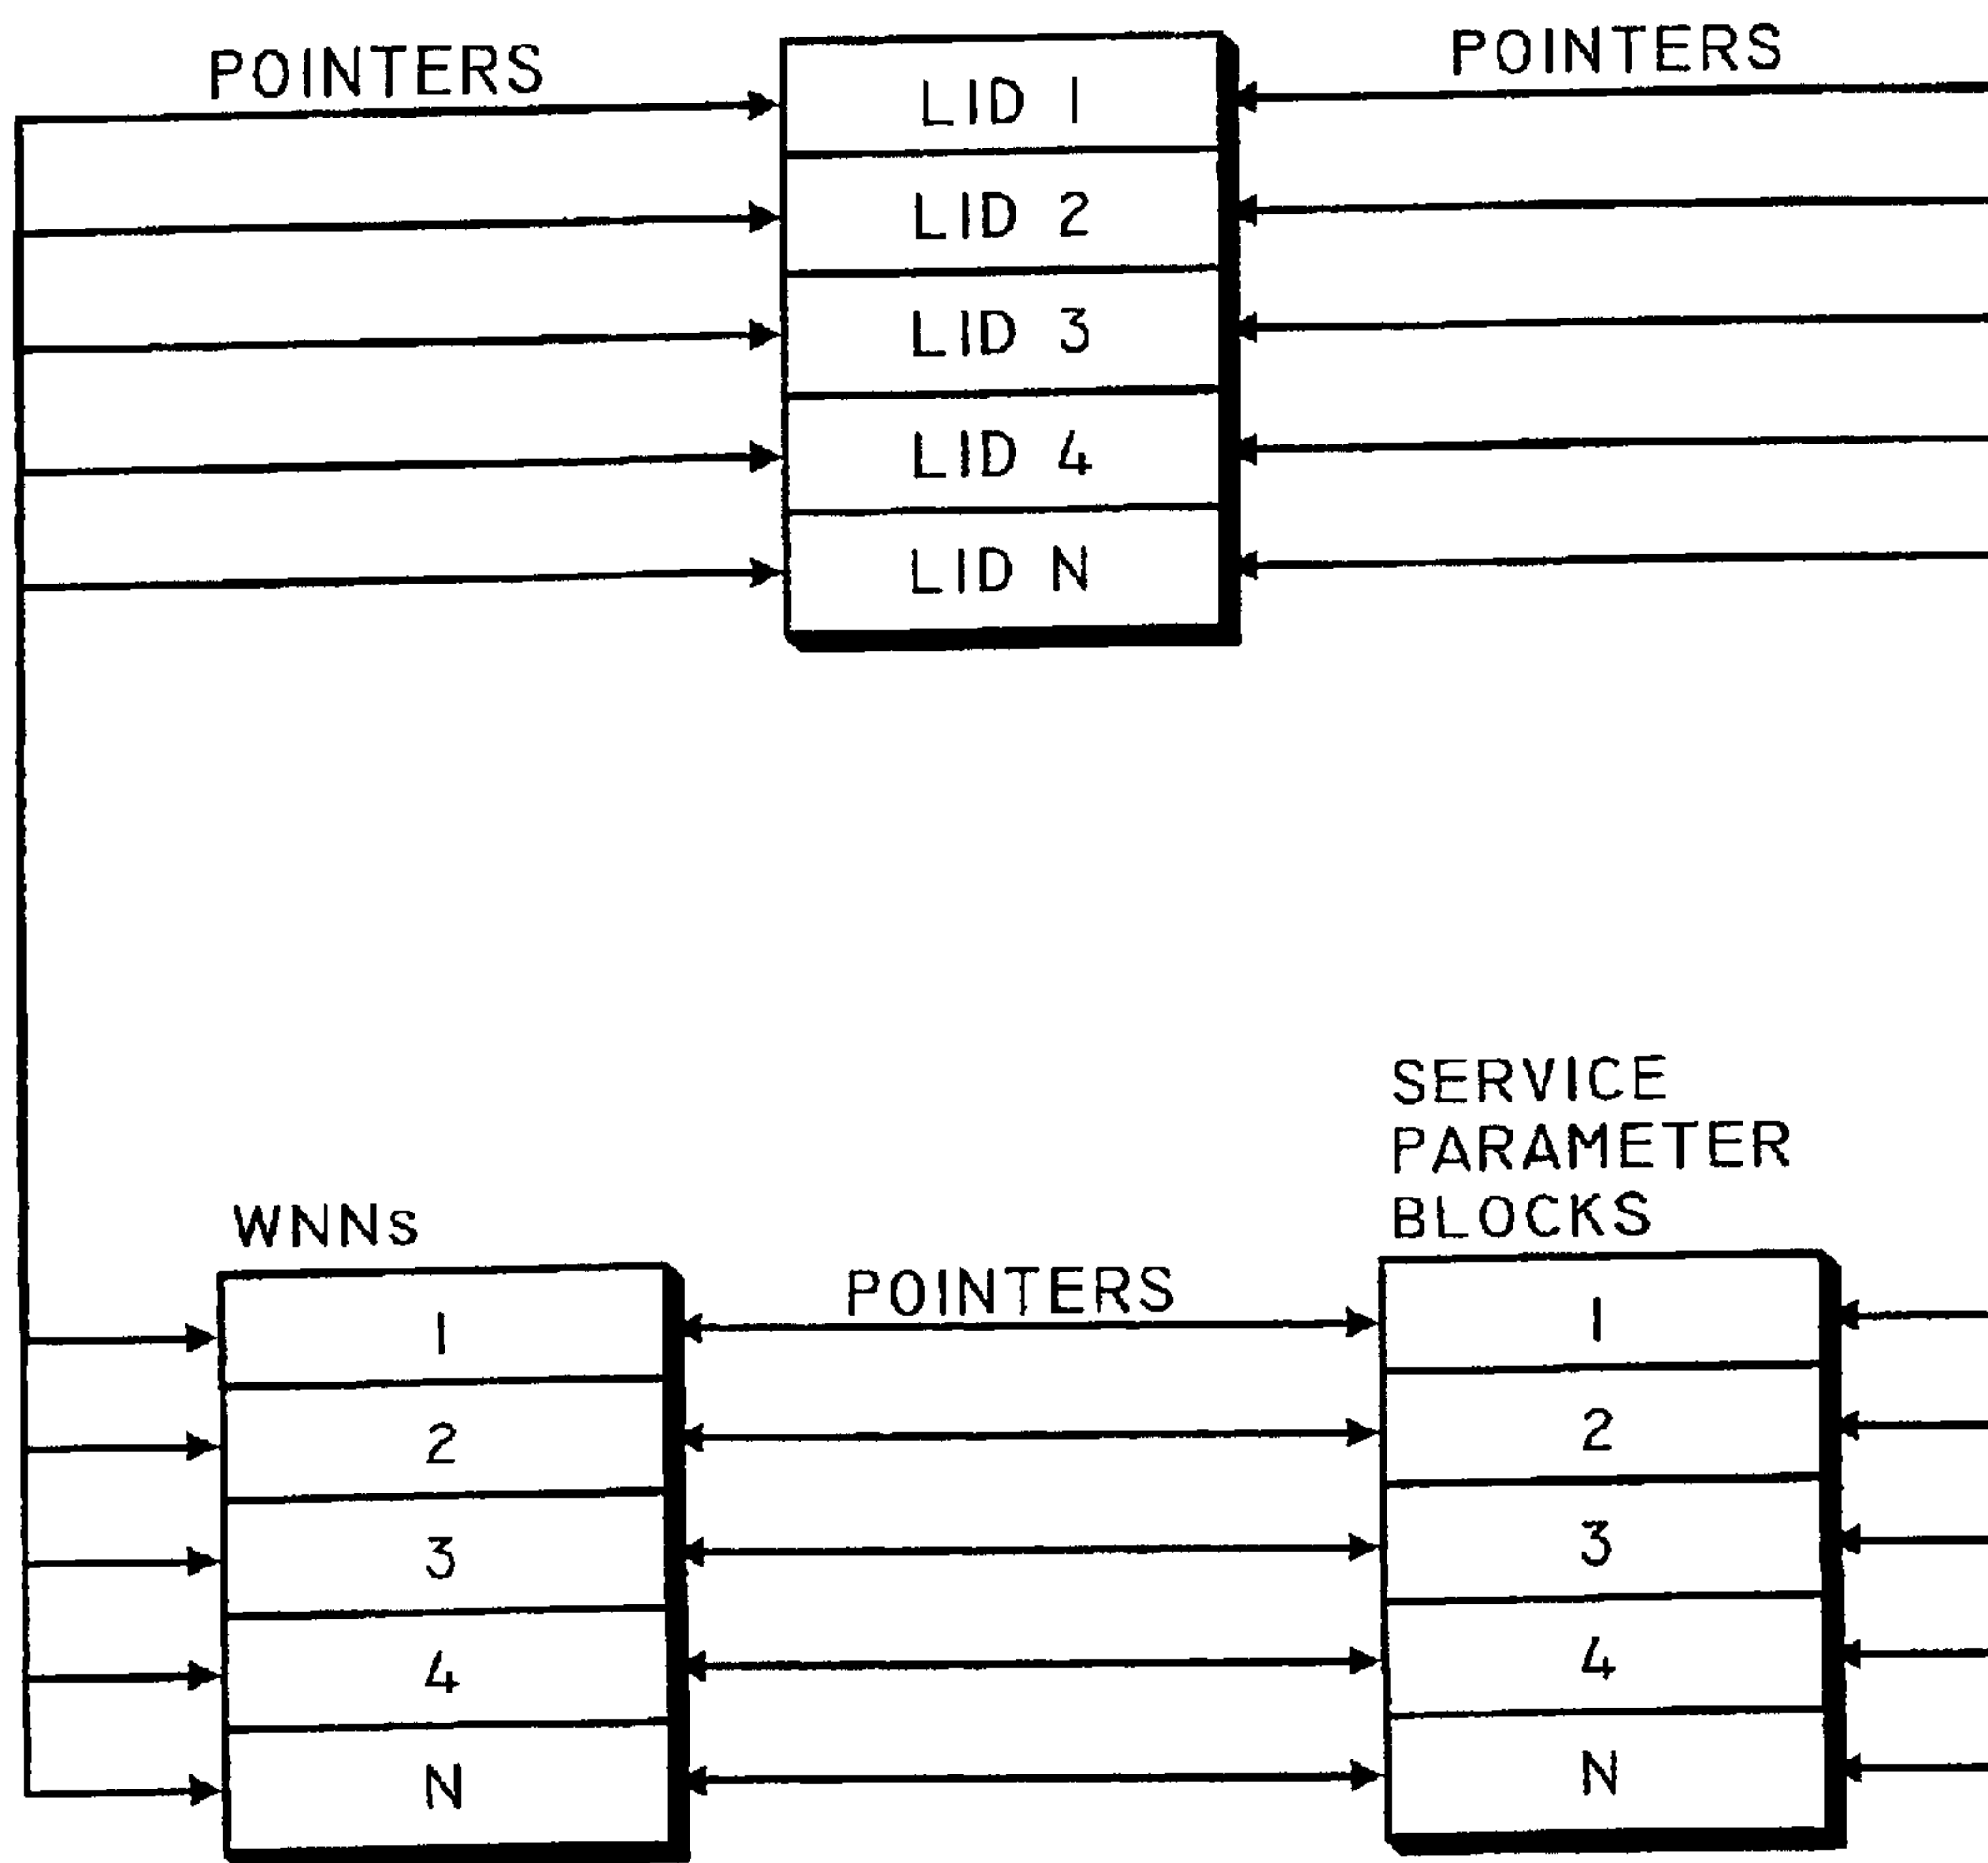 POINTERS
POINTERS
LID 1
LID 2
LID 3
LID 4
LID N
SERVICE
PARAMETER
BLOCKS
WNNs
POINTERS
1
2
3
4
N
1
2
3
4
N